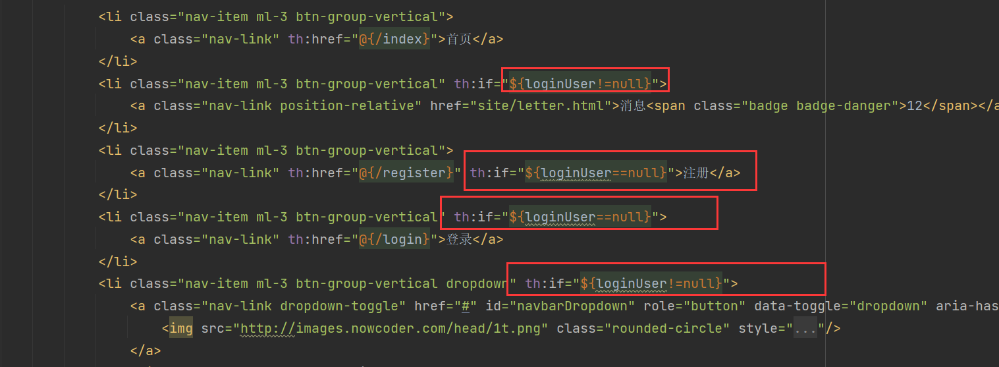 <li class="nav-item ml-3 btn-group-vertical">
<a class="nav-link" th:href="@{/index}">首页</a>
</li>
<li class="nav-item ml-3 btn-group-vertical" th:if="${loginUser!=null}">
<a class="nav-link position-relative" href="site/letter.html">消息<span class="badge badge-danger">12</span></a
</li>
<li class="nav-item ml-3 btn-group-vertical">
<a class="nav-link" th:href="@{/register}" th:if="${loginUser==null}">注册</a>
</li>
<li class="nav-item ml-3 btn-group-vertical" th:if="${loginUser==null}">
<a class="nav-link" th:href="@{/login}">登录</a>
</li>
<li class="nav-item ml-3 btn-group-vertical dropdown" th:if="${loginUser!=null}">
<a class="nav-link dropdown-toggle" href="#" id="navbarDropdown" role="button" data-toggle="dropdown" aria-has
<img src="http://images.nowcoder.com/head/1t.png" class="rounded-circle" style="..."/>
</a>